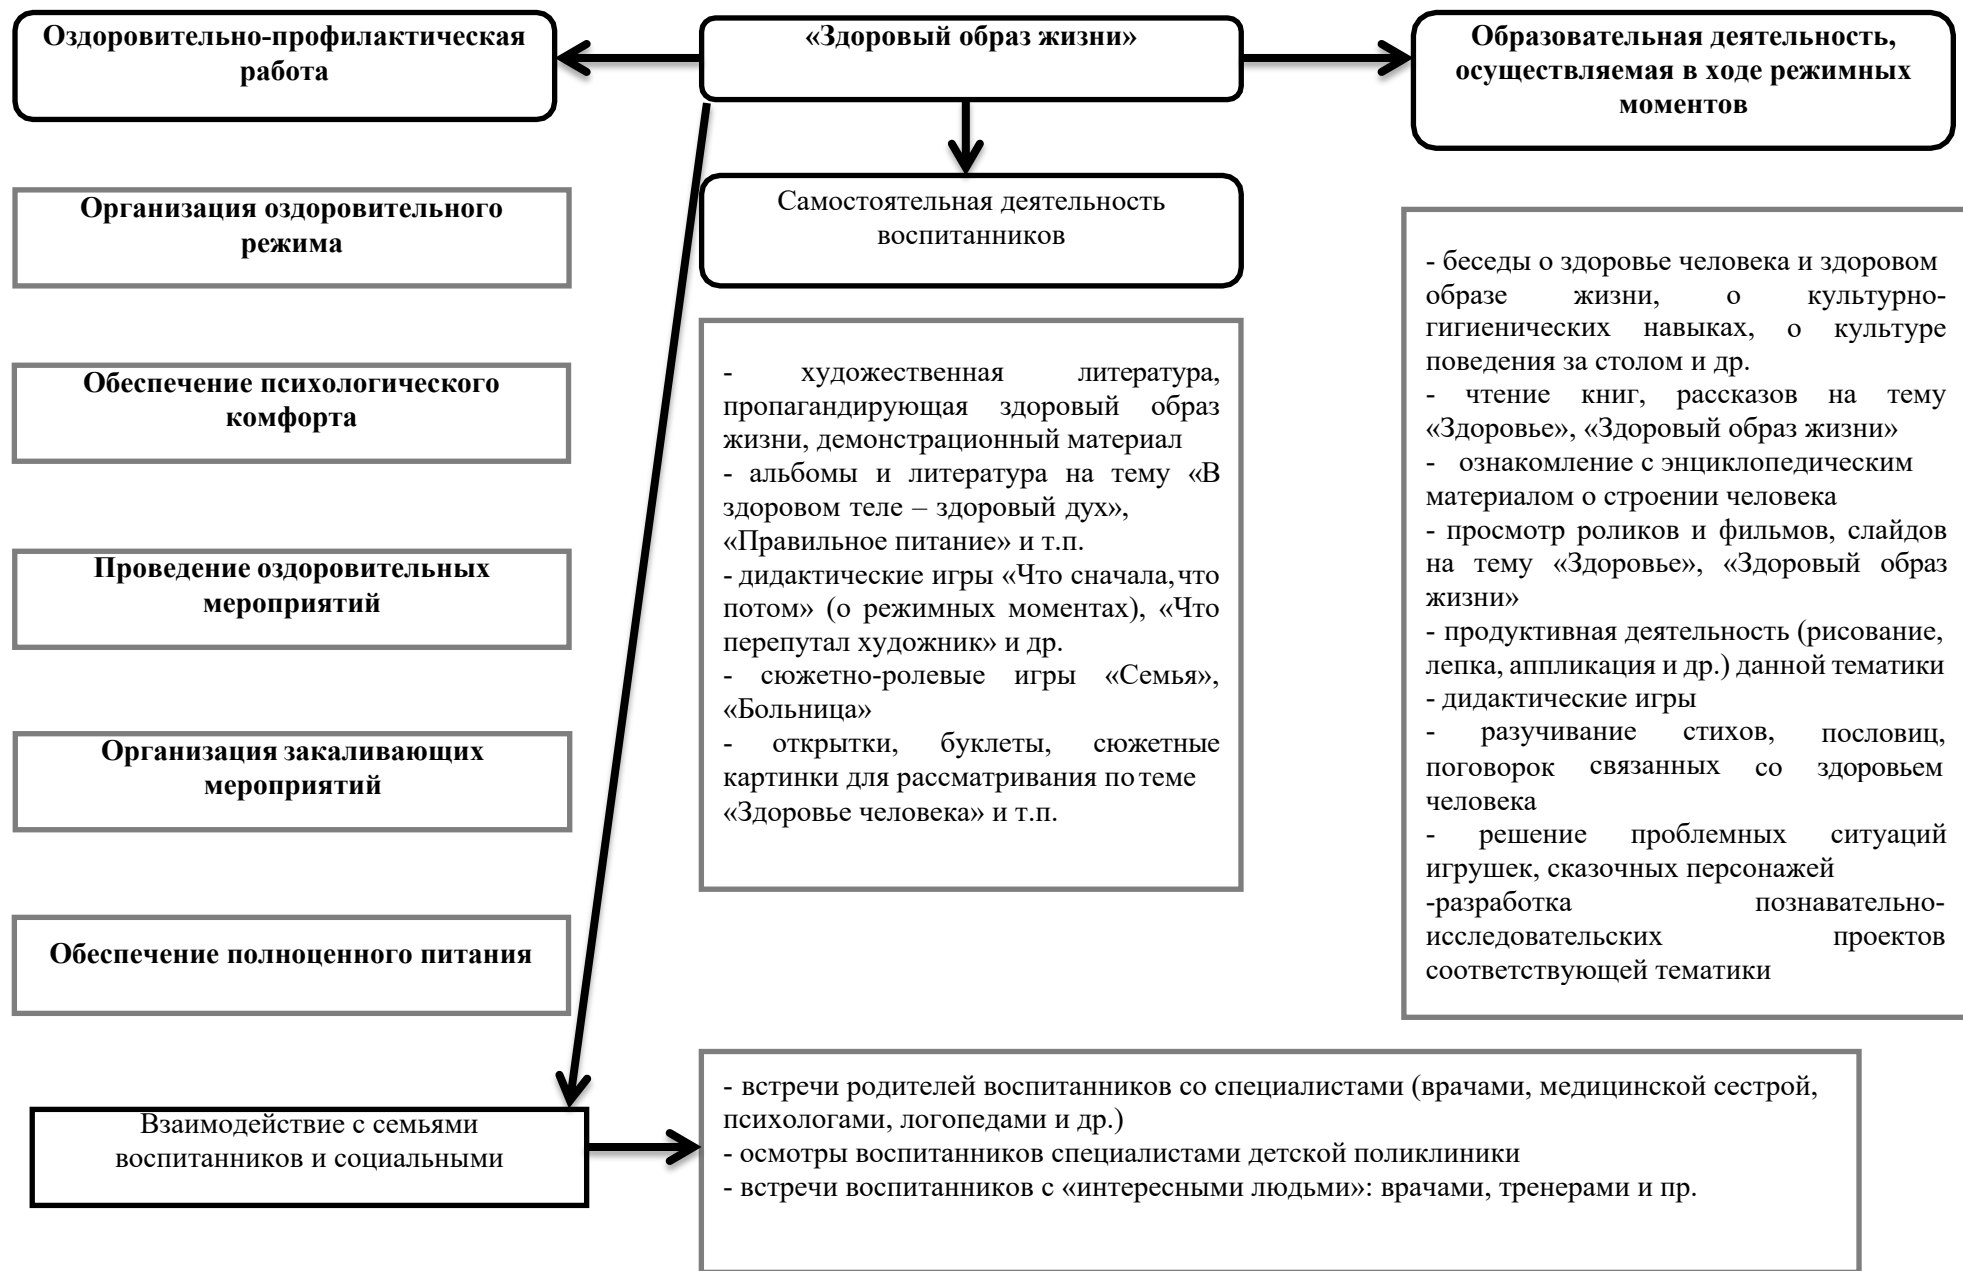 Оздоровительно-профилактическая
работа
«Здоровый образ жизни»
Образовательная деятельность,
осуществляемая в ходе режимных
моментов
Организация оздоровительного
режима
Обеспечение психологического
комфорта
Проведение оздоровительных
мероприятий
Организация закаливающих
мероприятий
Обеспечение полноценного питания
Самостоятельная деятельность
воспитанников
- художественная литература,
пропагандирующая здоровый образ
жизни, демонстрационный материал
- альбомы и литература на тему «В
здоровом теле – здоровый дух»,
«Правильное питание» и т.п.
- дидактические игры «Что сначала, что
потом» (о режимных моментах), «Что
перепутал художник» и др.
- сюжетно-ролевые игры «Семья»,
«Больница»
- открытки, буклеты, сюжетные
картинки для рассматривания по теме
«Здоровье человека» и т.п.
- беседы о здоровье человека и здоровом
образе жизни, о культурно-
гигиенических навыках, о культуре
поведения за столом и др.
- чтение книг, рассказов на тему
«Здоровье», «Здоровый образ жизни»
- ознакомление с энциклопедическим
материалом о строении человека
- просмотр роликов и фильмов, слайдов
на тему «Здоровье», «Здоровый образ
жизни»
- продуктивная деятельность (рисование,
лепка, аппликация и др.) данной тематики
- дидактические игры
- разучивание стихов, пословиц,
поговорок связанных со здоровьем
человека
- решение проблемных ситуаций
игрушек, сказочных персонажей
-разработка познавательно-
исследовательских проектов
соответствующей тематики
Взаимодействие с семьями
воспитанников и социальными
- встречи родителей воспитанников со специалистами (врачами, медицинской сестрой,
психологами, логопедами и др.)
- осмотры воспитанников специалистами детской поликлиники
- встречи воспитанников с «интересными людьми»: врачами, тренерами и пр.